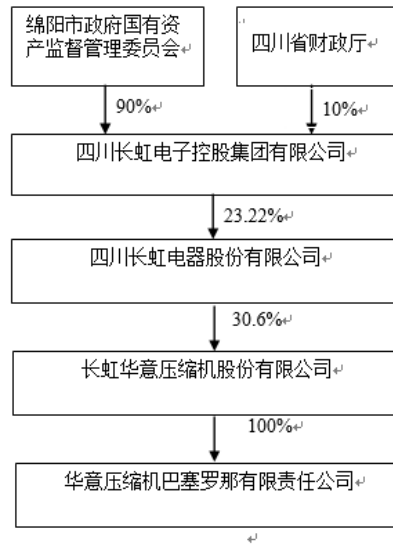 绵阳市政府国有资
产监督管理委员会
四川省财政厅
90%
10%
四川长虹电子控股集团有限公司
23.22%
四川长虹电器股份有限公司
30.6%
长虹华意压缩机股份有限公司
100%
华意压缩机巴塞罗那有限责任公司